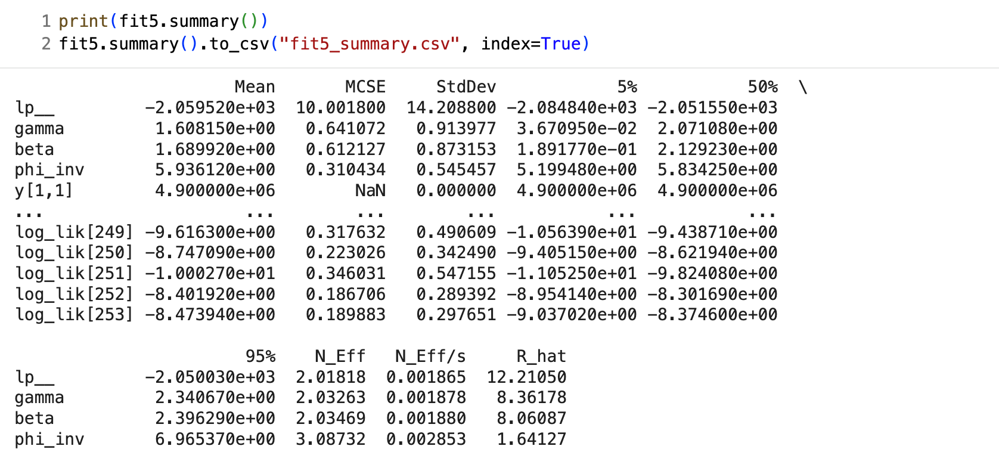 1 print(fit5.summary())
2 fit5.summary().to_csv("fit5_summary.csv", index=True)
Mean MCSE StdDev 5% 50% \
lp__ -2.059520e+03 10.001800 14.208800 -2.084840e+03 -2.051550e+03
gamma 1.608150e+00 0.641072 0.913977 3.670950e-02 2.071080e+00
beta 1.689920e+00 0.612127 0.873153 1.891770e-01 2.129230e+00
phi_inv 5.936120e+00 0.310434 0.545457 5.199480e+00 5.834250e+00
y[1,1] 4.900000e+06 NaN 0.000000 4.900000e+06 4.900000e+06
... ... ... ... ... ...
log_lik[249] -9.616300e+00 0.317632 0.490609 -1.056390e+01 -9.438710e+00
log_lik[250] -8.747090e+00 0.223026 0.342490 -9.405150e+00 -8.621940e+00
log_lik[251] -1.000270e+01 0.346031 0.547155 -1.105250e+01 -9.824080e+00
log_lik[252] -8.401920e+00 0.186706 0.289392 -8.954140e+00 -8.301690e+00
log_lik[253] -8.473940e+00 0.189883 0.297651 -9.037020e+00 -8.374600e+00
95% N_Eff N_Eff/s R_hat
lp__ -2.050030e+03 2.01818 0.001865 12.21050
gamma 2.340670e+00 2.03263 0.001878 8.36178
beta 2.396290e+00 2.03469 0.001880 8.06087
phi_inv 6.965370e+00 3.08732 0.002853 1.64127